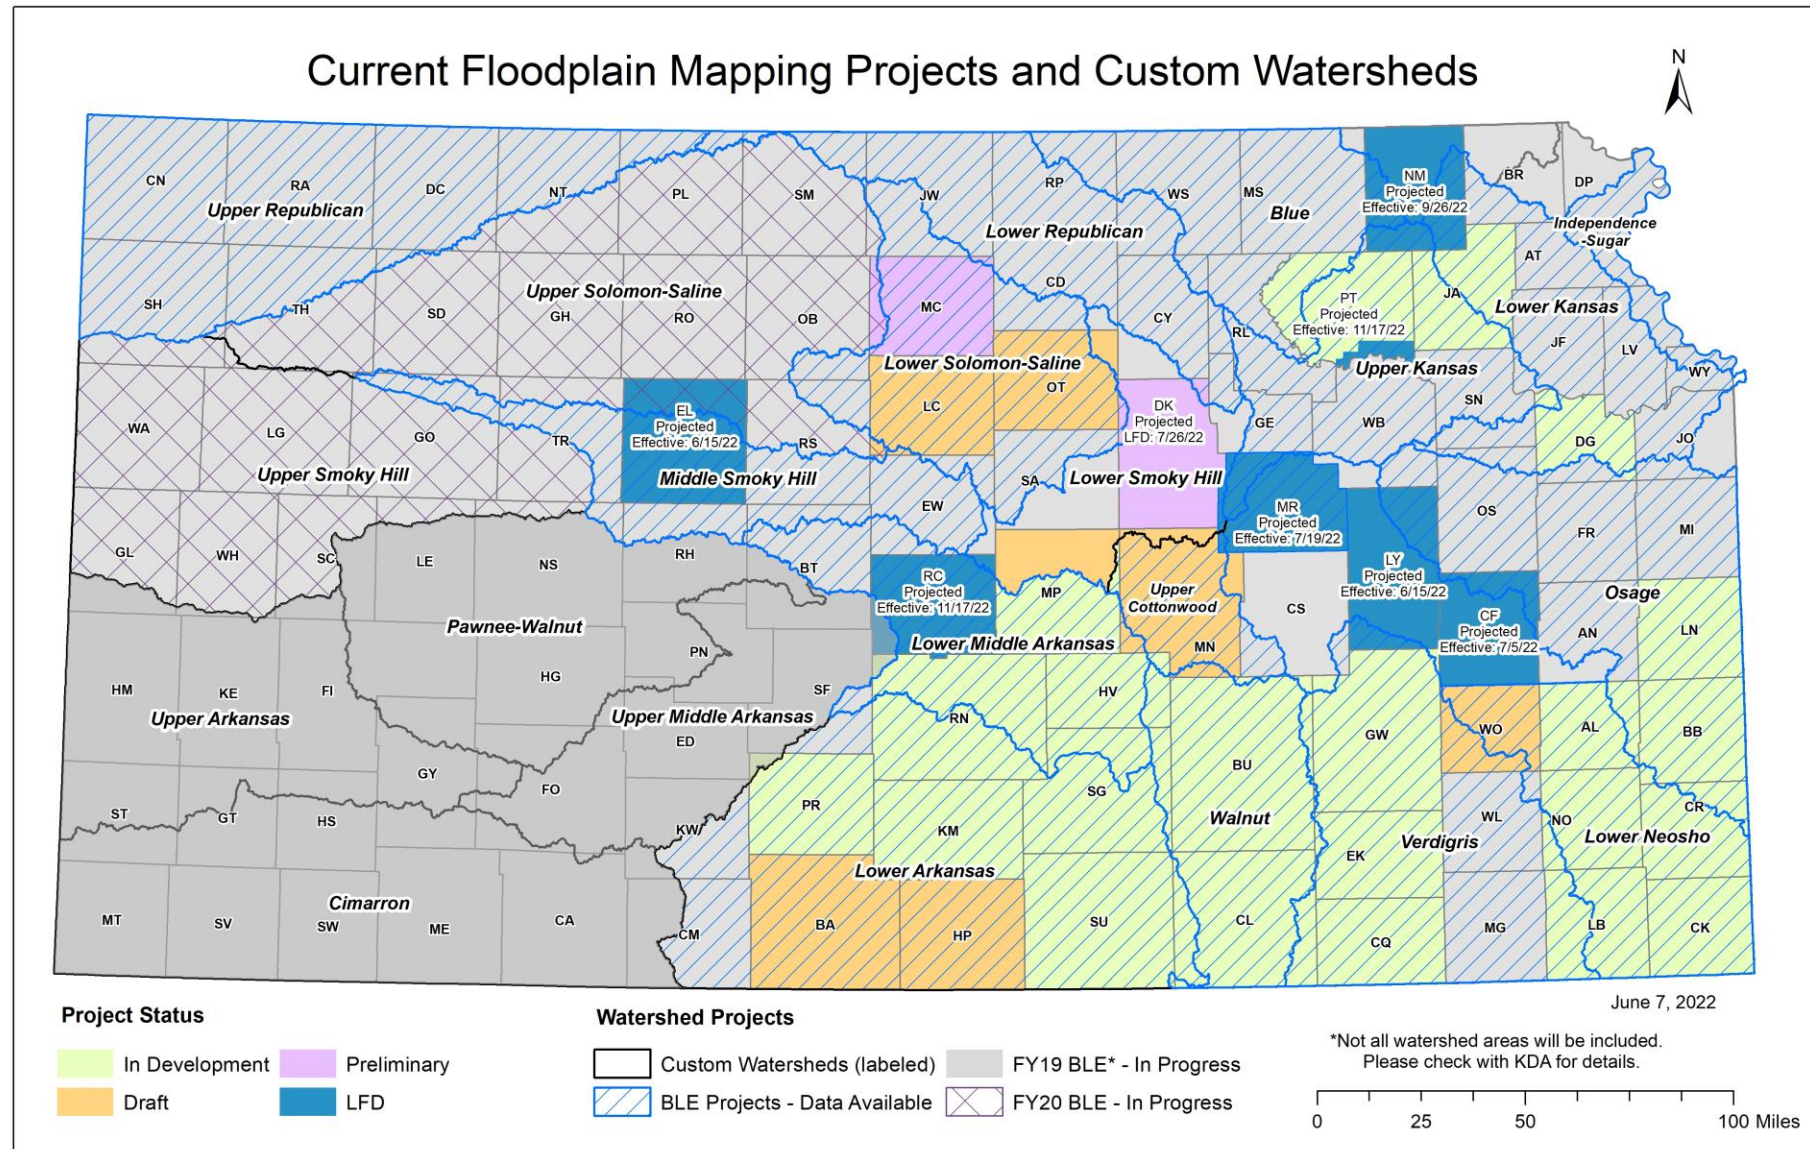 Current Floodplain Mapping Projects and Custom Watersheds
N
CN
RA
DC
NT
PL
SM
JW
RP
WS
MS
NM
Projected
Effective: 9/26/22
BR
DP
Upper Republican
Lower Republican
Blue
Independence
-Sugar
SH
TH
SD
GH
RO
OB
MC
CD
CY
RL
PT
Projected
Effective: 11/17/22
JA
AT
Upper Solomon-Saline
Lower Kansas
JF
LV
WY
Lower Solomon-Saline
Upper Kansas
WA
LG
GO
TR
EL
Projected
Effective: 6/15/22
RS
LC
OT
DK
Projected
LFD: 7/26/22
GE
WB
SN
DG
JO
Upper Smoky Hill
Middle Smoky Hill
Lower Smoky Hill
SA
EW
MR
Projected
Effective: 7/19/22
OS
FR
MI
GL
WH
SC
LE
NS
RH
BT
RC
Projected
Effective: 11/17/22
MP
Upper
Cottonwood
MN
CS
LY
Projected
Effective: 6/15/22
CF
Projected
Effective: 7/5/22
AN
Osage
LN
Pawnee-Walnut
Lower Middle Arkansas
PN
HM
KE
FI
HG
SF
HV
RN
Upper Arkansas
Upper Middle Arkansas
ED
GW
WO
AL
BB
GY
FO
BU
ST
GT
HS
KW
PR
KM
SG
Walnut
EK
Verdigris
WL
NO
CR
Lower Neosho
Lower Arkansas
Cimarron
MT
SV
SW
ME
CA
CM
BA
HP
SU
CL
CQ
MG
LB
CK
June 7, 2022
Project Status
In Development
Preliminary
Draft
LFD
Watershed Projects
Custom Watersheds (labeled)
FY19 BLE* - In Progress
BLE Projects - Data Available
FY20 BLE - In Progress
*Not all watershed areas will be included.
Please check with KDA for details.
0 25 50 100 Miles